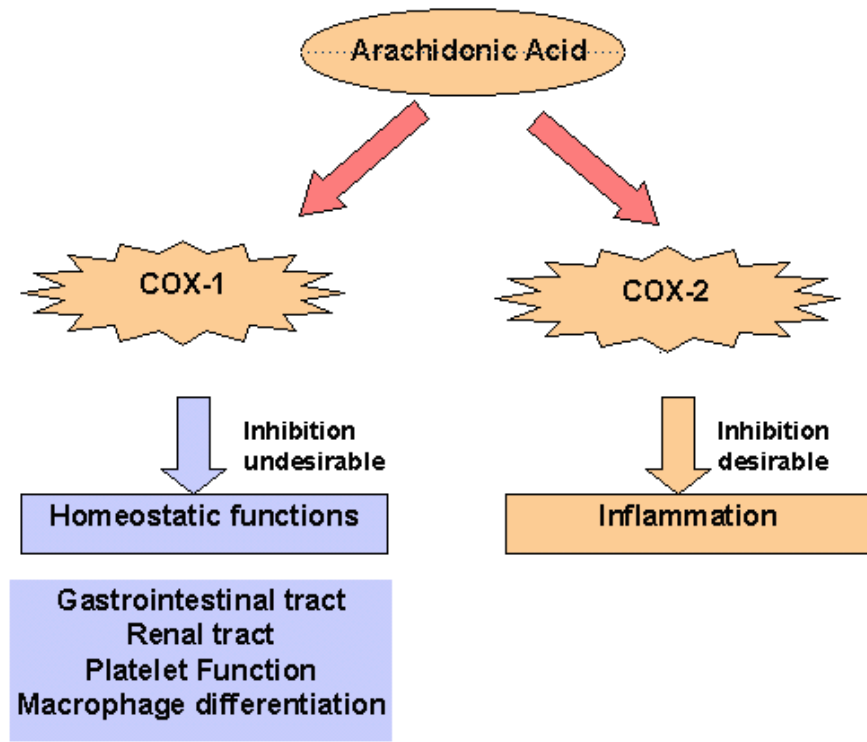 Arachidonic Acid
COX-1
COX-2
Inhibition
undesirable
Inhibition
desirable
Homeostatic functions
Inflammation
Gastrointestinal tract
Renal tract
Platelet Function
Macrophage differentiation